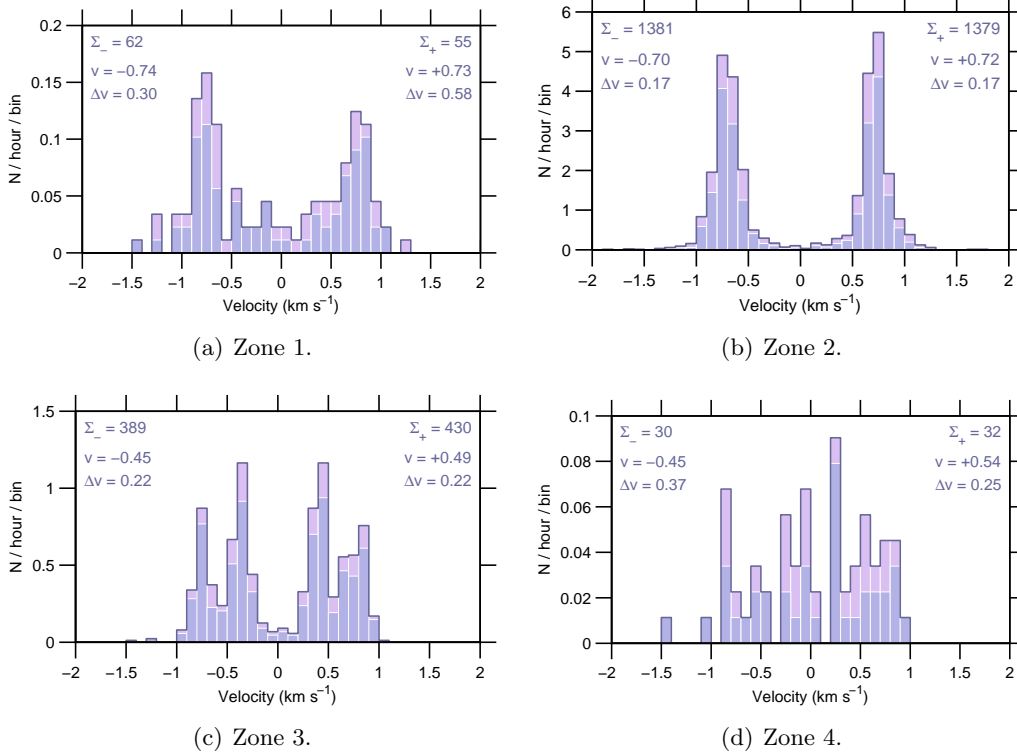 0.2
0.15
0.1
0.05
0
N / hour / bin
Σ₋ = 62
v = −0.74
Δv = 0.30
Σ₊ = 55
v = +0.73
Δv = 0.58
−2 −1.5 −1 −0.5 0 0.5 1 1.5 2
Velocity (km s⁻¹)
(a) Zone 1.
6
5
4
3
2
1
0
N / hour / bin
Σ₋ = 1381
v = −0.70
Δv = 0.17
Σ₊ = 1379
v = +0.72
Δv = 0.17
−2 −1.5 −1 −0.5 0 0.5 1 1.5 2
Velocity (km s⁻¹)
(b) Zone 2.
1.5
1
0.5
0
N / hour / bin
Σ₋ = 389
v = −0.45
Δv = 0.22
Σ₊ = 430
v = +0.49
Δv = 0.22
−2 −1.5 −1 −0.5 0 0.5 1 1.5 2
Velocity (km s⁻¹)
(c) Zone 3.
0.1
0.08
0.06
0.04
0.02
0
N / hour / bin
Σ₋ = 30
v = −0.45
Δv = 0.37
Σ₊ = 32
v = +0.54
Δv = 0.25
−2 −1.5 −1 −0.5 0 0.5 1 1.5 2
Velocity (km s⁻¹)
(d) Zone 4.